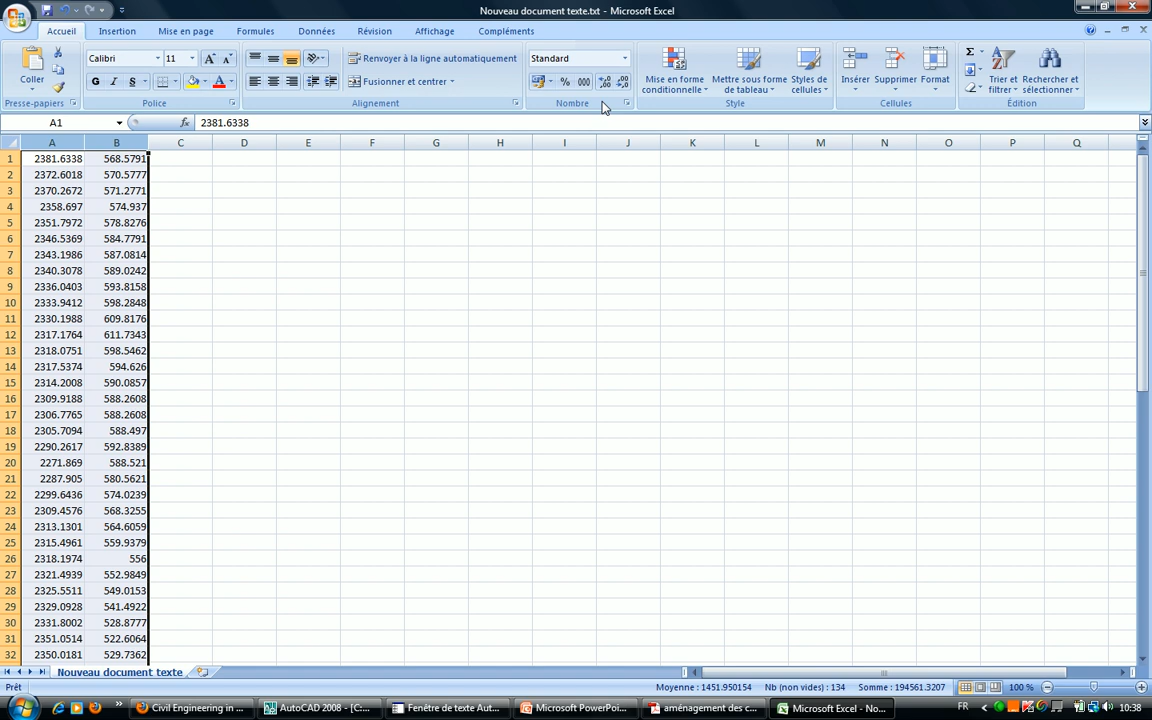 Nouveau document texte.txt - Microsoft Excel
Accueil Insertion Mise en page Formules Données Révision Affichage Compléments
Coller
Calibri 11
G I S
Renvoyer à la ligne automatiquement
Fusionner et centrer
Standard
% 000
Mise en forme conditionnelle
Mettre sous forme de tableau
Styles de cellules
Insérer Supprimer Format
Trier et filtrer
Rechercher et sélectionner
Presse-papiers Police Alignement Nombre Style Cellules Édition
A1 fx 2381.6338
A B C D E F G H I J K L M N O P Q
1 2381.6338 568.5791
2 2372.6018 570.5777
3 2370.2672 571.2771
4 2358.697 574.937
5 2351.7972 578.8276
6 2346.5369 584.7791
7 2343.1986 587.0814
8 2340.3078 589.0242
9 2336.0403 593.8158
10 2333.9412 598.2848
11 2330.1988 609.8176
12 2317.1764 611.7343
13 2318.0751 598.5462
14 2317.5374 594.626
15 2314.2008 590.0857
16 2309.9188 588.2608
17 2306.7765 588.2608
18 2305.7094 588.497
19 2290.2617 592.8389
20 2271.869 588.521
21 2287.905 580.5621
22 2299.6436 574.0239
23 2309.4576 568.3255
24 2313.1301 564.6059
25 2315.4961 559.9379
26 2318.1974 556
27 2321.4939 552.9849
28 2325.5511 549.0153
29 2329.0928 541.4922
30 2331.8002 528.8777
31 2351.0514 522.6064
32 2350.0181 529.7362
Nouveau document texte
Prêt Moyenne : 1451.950154 Nb (non vides) : 134 Somme : 194561.3207 100 %
Civil Engineering in ... AutoCAD 2008 - [C:... Fenêtre de texte Aut... Microsoft PowerPoi... aménagement des c... Microsoft Excel - No... FR 10:38